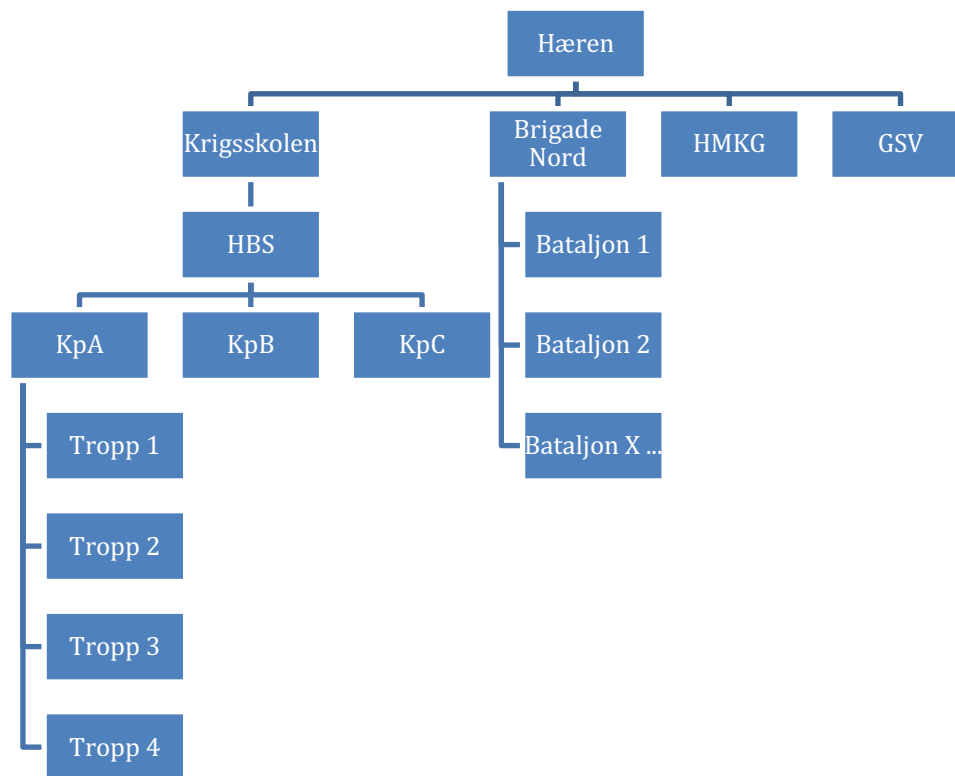 Hæren
Krigsskolen
Brigade
Nord
HMKG
GSV
HBS
Bataljon 1
KpA
KpB
KpC
Bataljon 2
Tropp 1
Bataljon X ...
Tropp 2
Tropp 3
Tropp 4